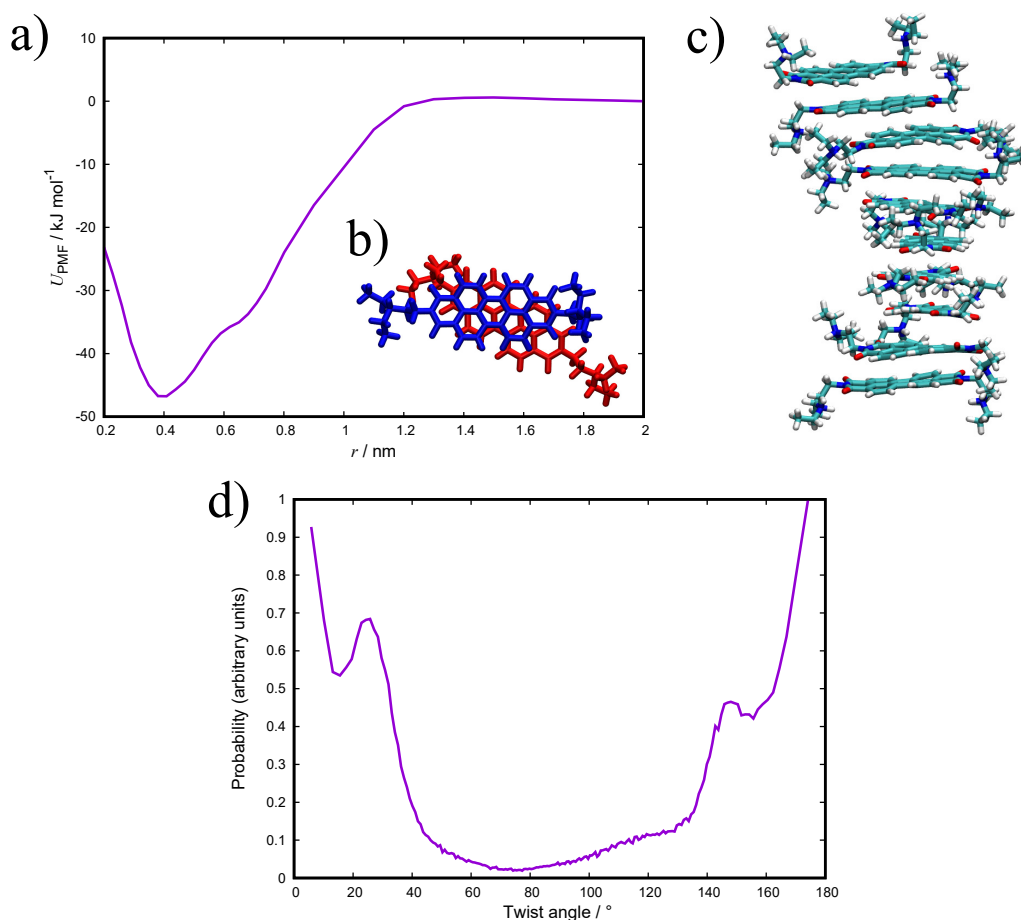 a)
10
0
-10
-20
-30
-40
-50
U_PMF / kJ mol⁻¹
0.2 0.4 0.6 0.8 1 1.2 1.4 1.6 1.8 2
r / nm
b)
c)
d)
1
0.9
0.8
0.7
0.6
0.5
0.4
0.3
0.2
0.1
0
Probability (arbitrary units)
0 20 40 60 80 100 120 140 160 180
Twist angle / °